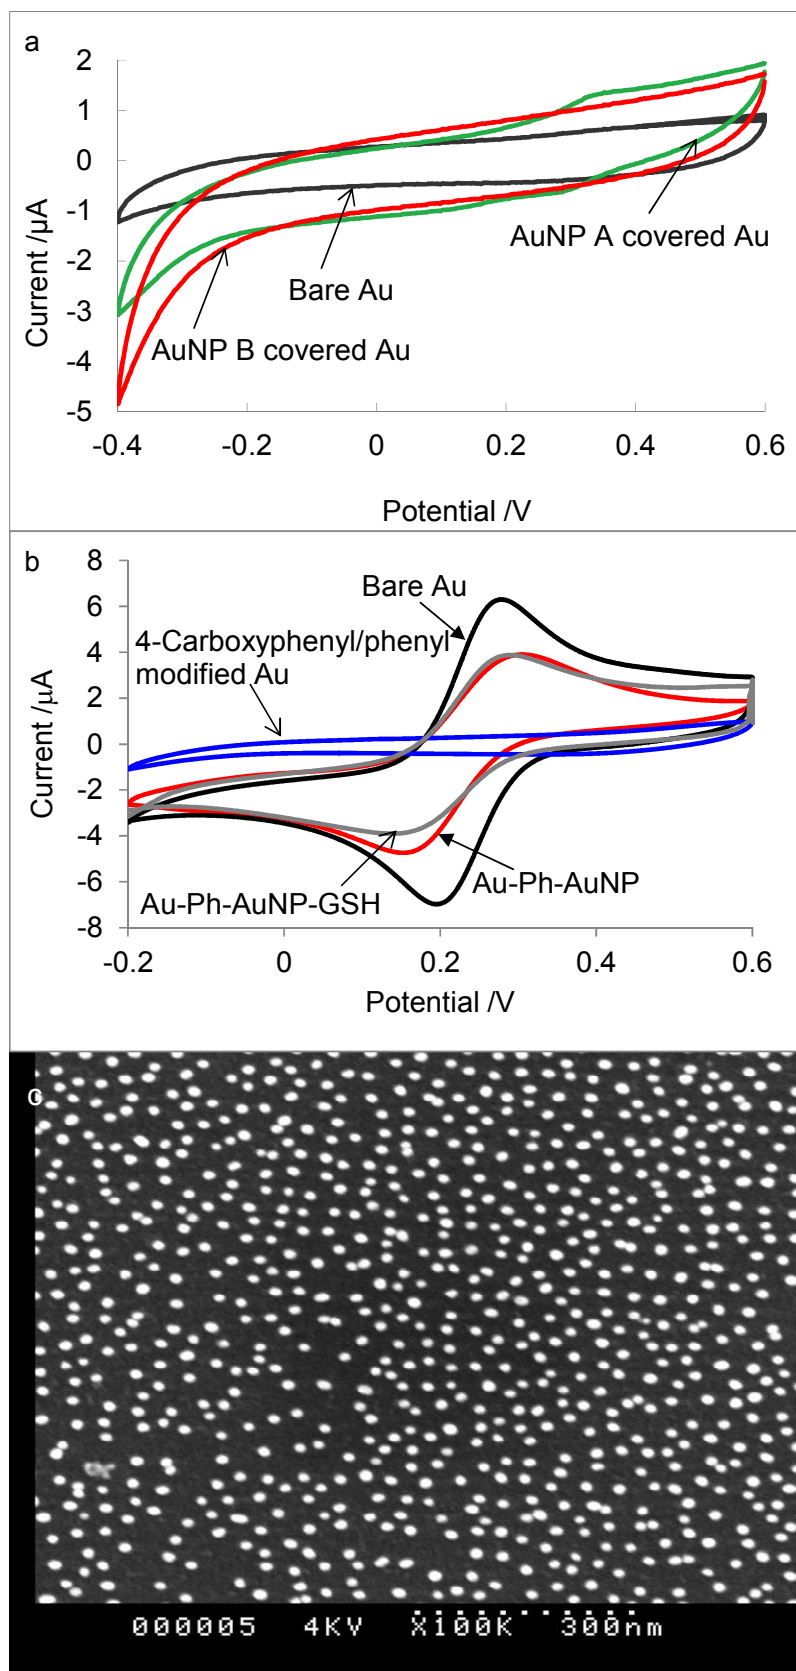 a
2
1
0
-1
-2
-3
-4
-5
Current /µA
AuNP A covered Au
Bare Au
AuNP B covered Au
-0.4 -0.2 0 0.2 0.4 0.6
Potential /V
b
8
6
4
2
0
-2
-4
-6
-8
Current /µA
Bare Au
4-Carboxyphenyl/phenyl
modified Au
Au-Ph-AuNP
Au-Ph-AuNP-GSH
-0.2 0 0.2 0.4 0.6
Potential /V
c
000005 4KV X100K 300nm